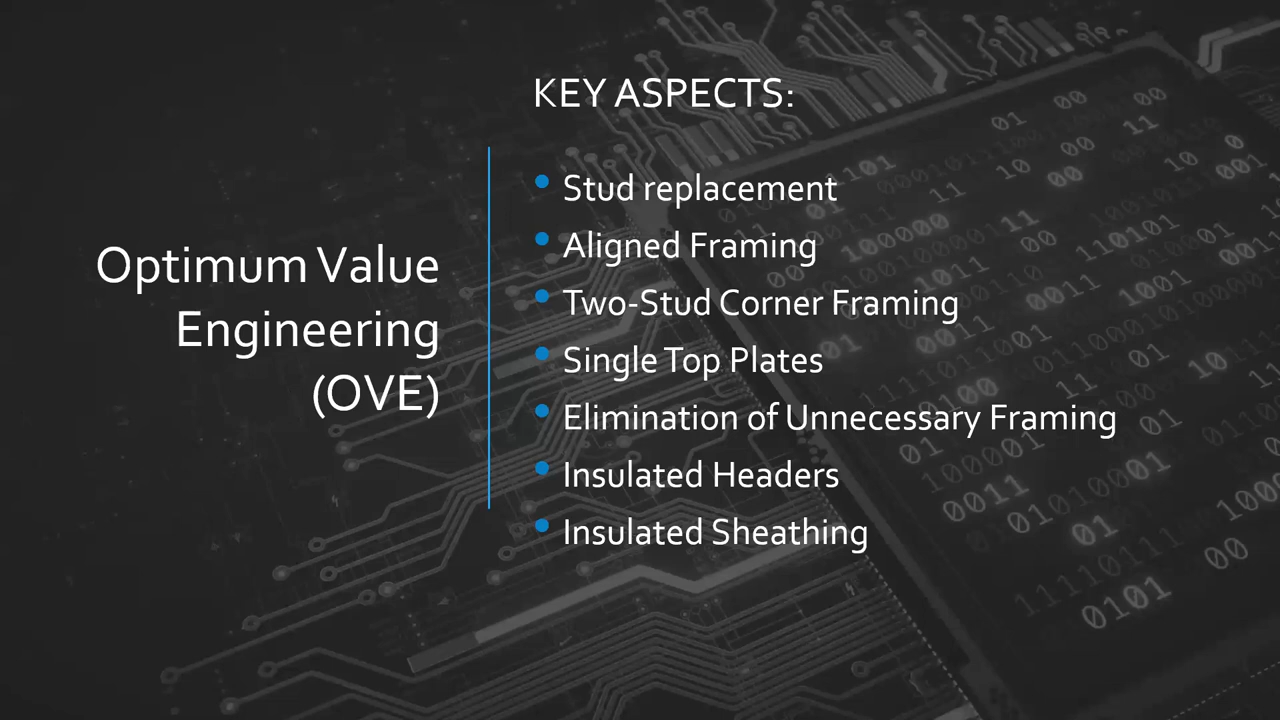 Optimum Value
Engineering
(OVE)
KEY ASPECTS:
Stud replacement
Aligned Framing
Two-Stud Corner Framing
Single Top Plates
Elimination of Unnecessary Framing
Insulated Headers
Insulated Sheathing